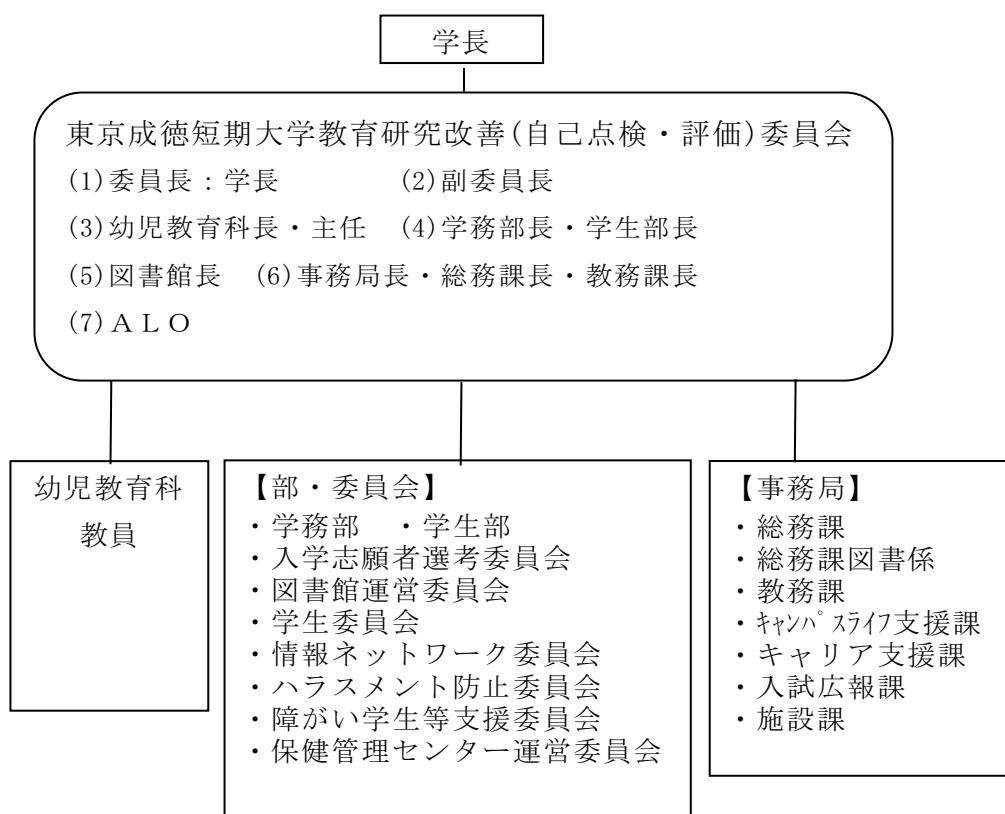 学長
東京成徳短期大学教育研究改善(自己点検・評価)委員会
(1)委員長：学長　(2)副委員長
(3)幼児教育科長・主任　(4)学務部長・学生部長
(5)図書館長　(6)事務局長・総務課長・教務課長
(7)ＡＬＯ
幼児教育科
教員
【部・委員会】
・学務部　・学生部
・入学志願者選考委員会
・図書館運営委員会
・学生委員会
・情報ネットワーク委員会
・ハラスメント防止委員会
・障がい学生等支援委員会
・保健管理センター運営委員会
【事務局】
・総務課
・総務課図書係
・教務課
・ｷｬﾝﾊﾟｽﾗｲﾌ支援課
・キャリア支援課
・入試広報課
・施設課